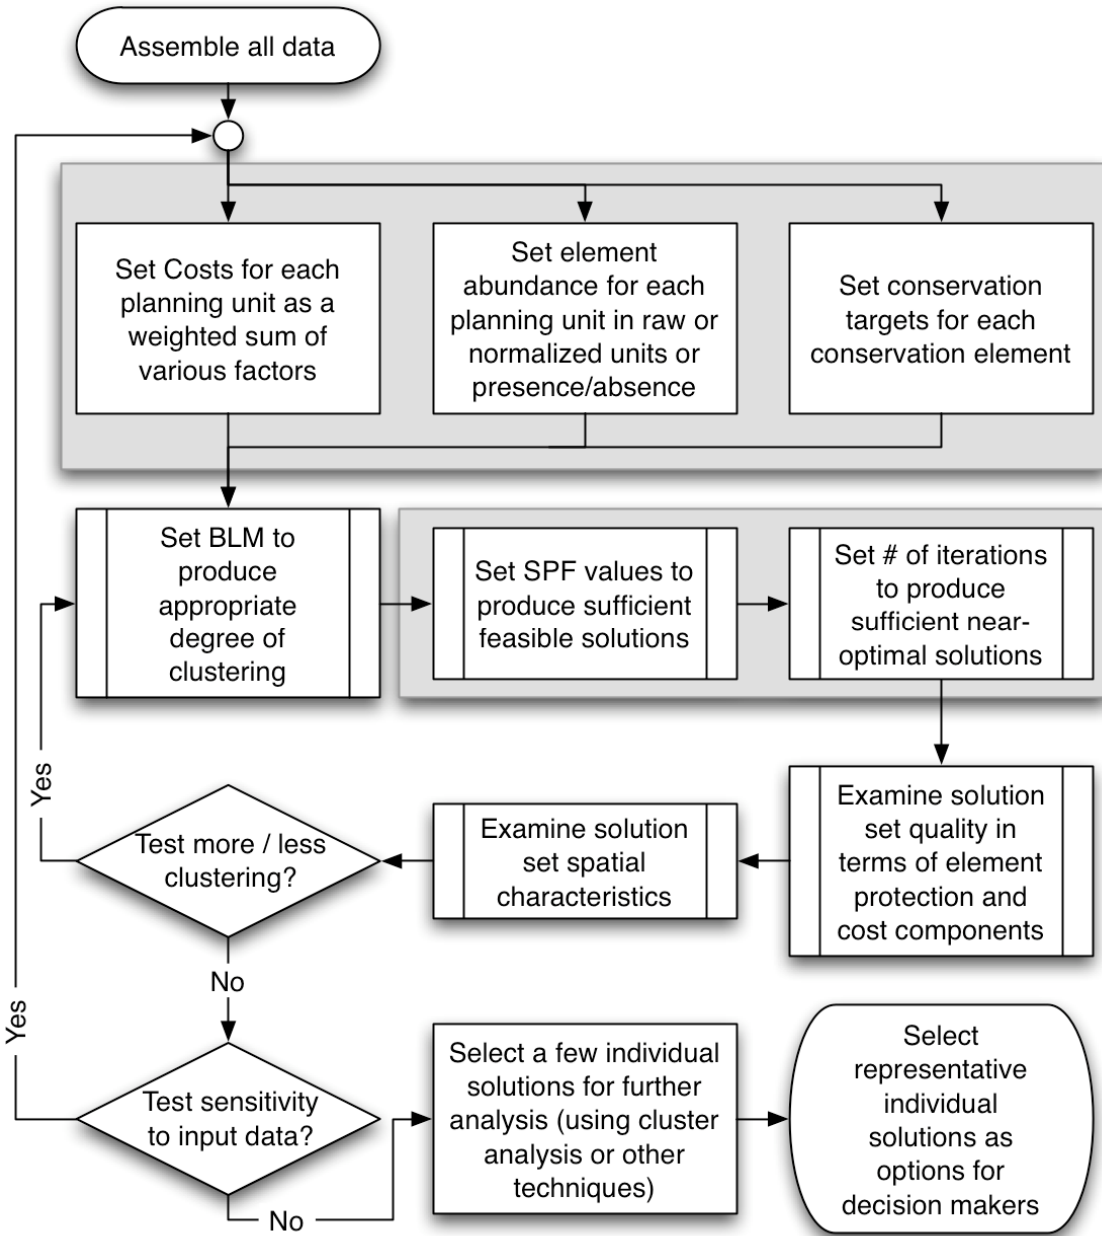 Assemble all data
Set Costs for each
planning unit as a
weighted sum of
various factors
Set element
abundance for each
planning unit in raw or
normalized units or
presence/absence
Set conservation
targets for each
conservation element
Set BLM to
produce
appropriate
degree of
clustering
Set SPF values to
produce sufficient
feasible solutions
Set # of iterations
to produce
sufficient near-
optimal solutions
Examine solution
set quality in
terms of element
protection and
cost components
Examine solution
set spatial
characteristics
Test more / less
clustering?
Yes
No
Test sensitivity
to input data?
Yes
No
Select a few individual
solutions for further
analysis (using cluster
analysis or other
techniques)
Select
representative
individual
solutions as
options for
decision makers